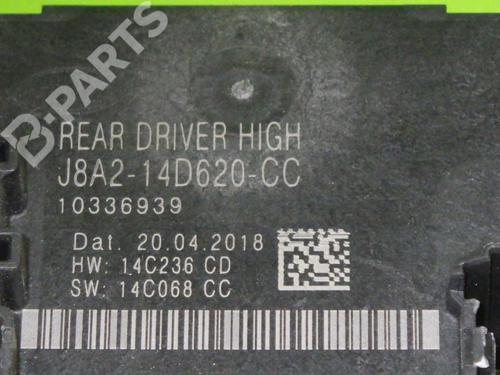 B-PARTS
REAR DRIVER HIGH
J8A2-14D620-CC
10336939
Dat. 20.04.2018
HW: 14C236 CD
SW: 14C068 CC